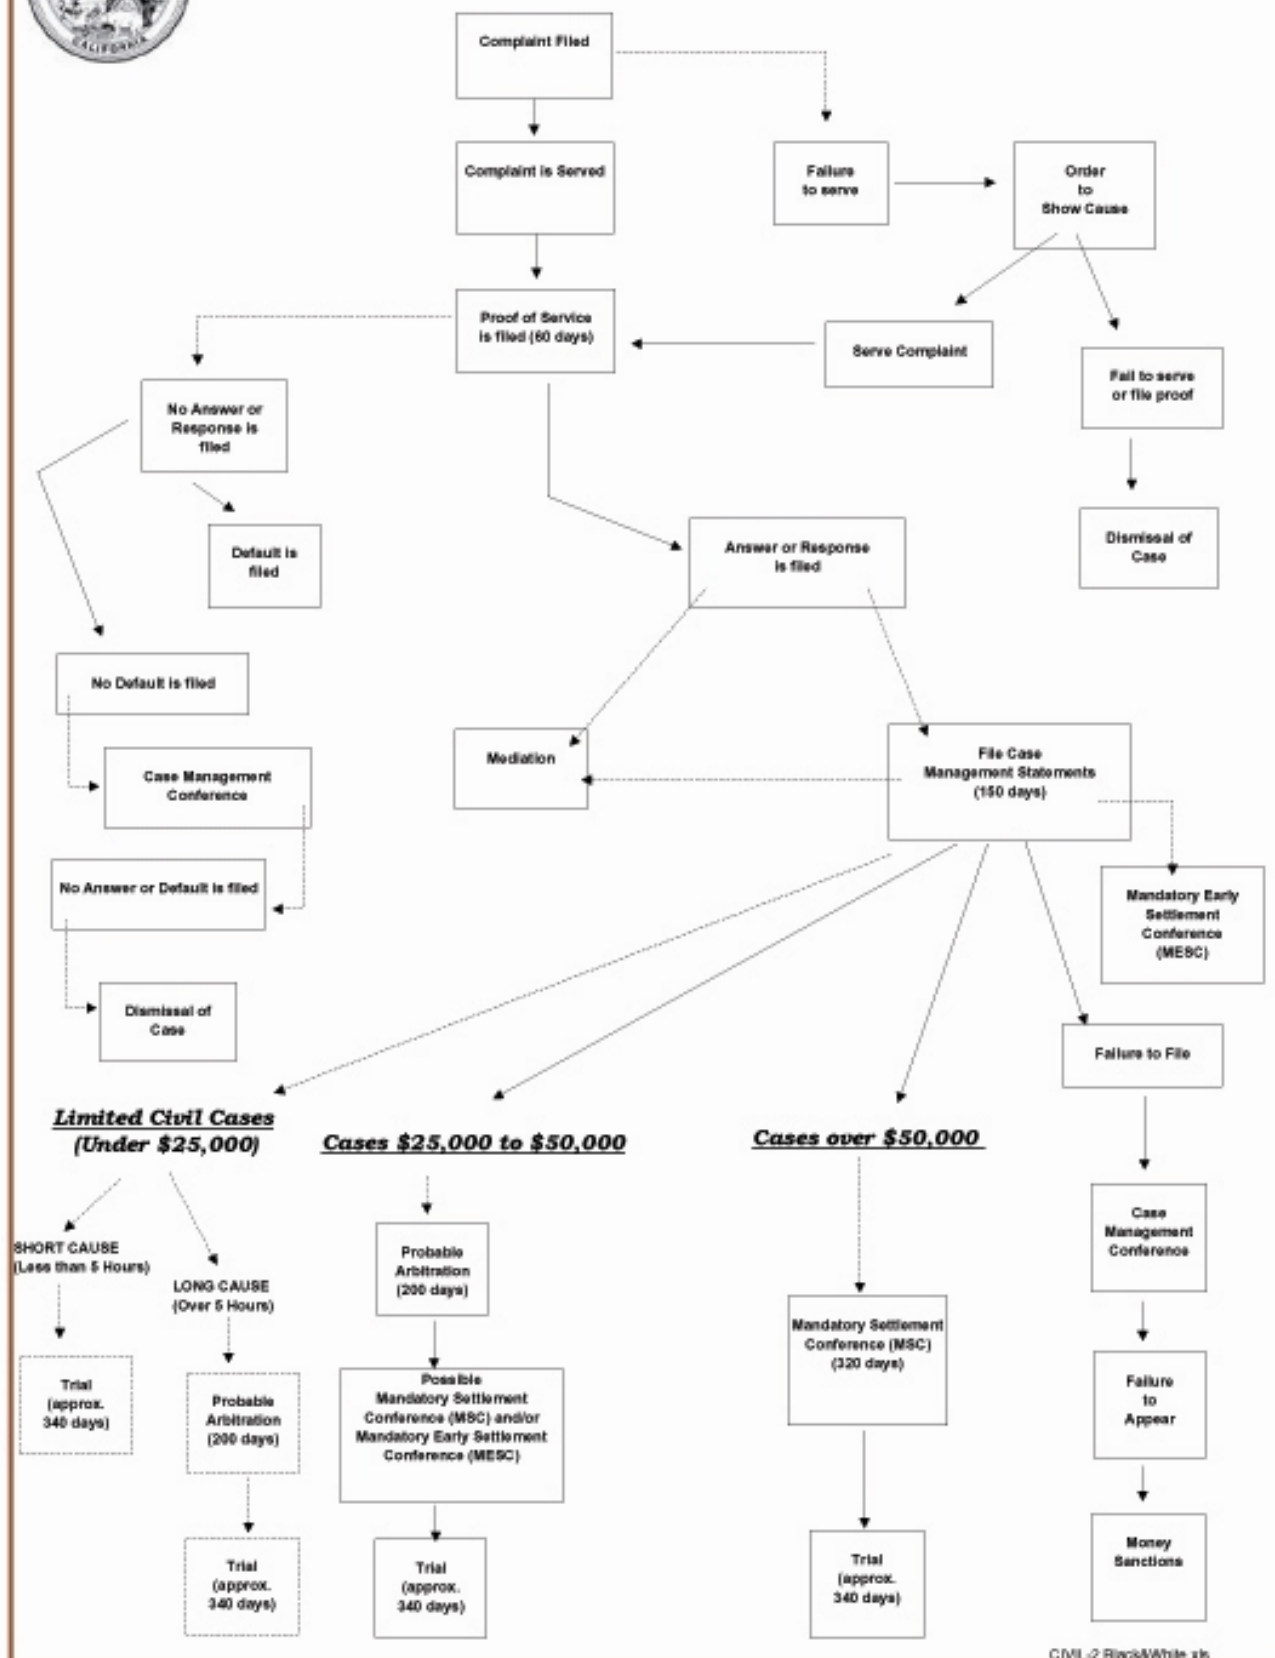 CALIFORNIA
Complaint Filed
Complaint is Served
Failure
to serve
Order
to
Show Cause
Proof of Service
is filed (60 days)
Serve Complaint
Fail to serve
or file proof
No Answer or
Response is
filed
Default is
filed
Answer or Response
is filed
Dismissal of
Case
No Default is filed
Case Management
Conference
Mediation
File Case
Management Statements
(150 days)
No Answer or Default is filed
Mandatory Early
Settlement
Conference
(MESC)
Dismissal of
Case
Failure to File
Limited Civil Cases
(Under $25,000)
Cases $25,000 to $50,000
Cases over $50,000
SHORT CAUSE
(Less than 5 Hours)
LONG CAUSE
(Over 5 Hours)
Probable
Arbitration
(200 days)
Case
Management
Conference
Mandatory Settlement
Conference (MSC)
(320 days)
Trial
(approx.
340 days)
Probable
Arbitration
(200 days)
Possible
Mandatory Settlement
Conference (MSC) and/or
Mandatory Early Settlement
Conference (MESC)
Failure
to
Appear
Trial
(approx.
340 days)
Trial
(approx.
340 days)
Trial
(approx.
340 days)
Money
Sanctions
CIVIL-2 Black&White.xls